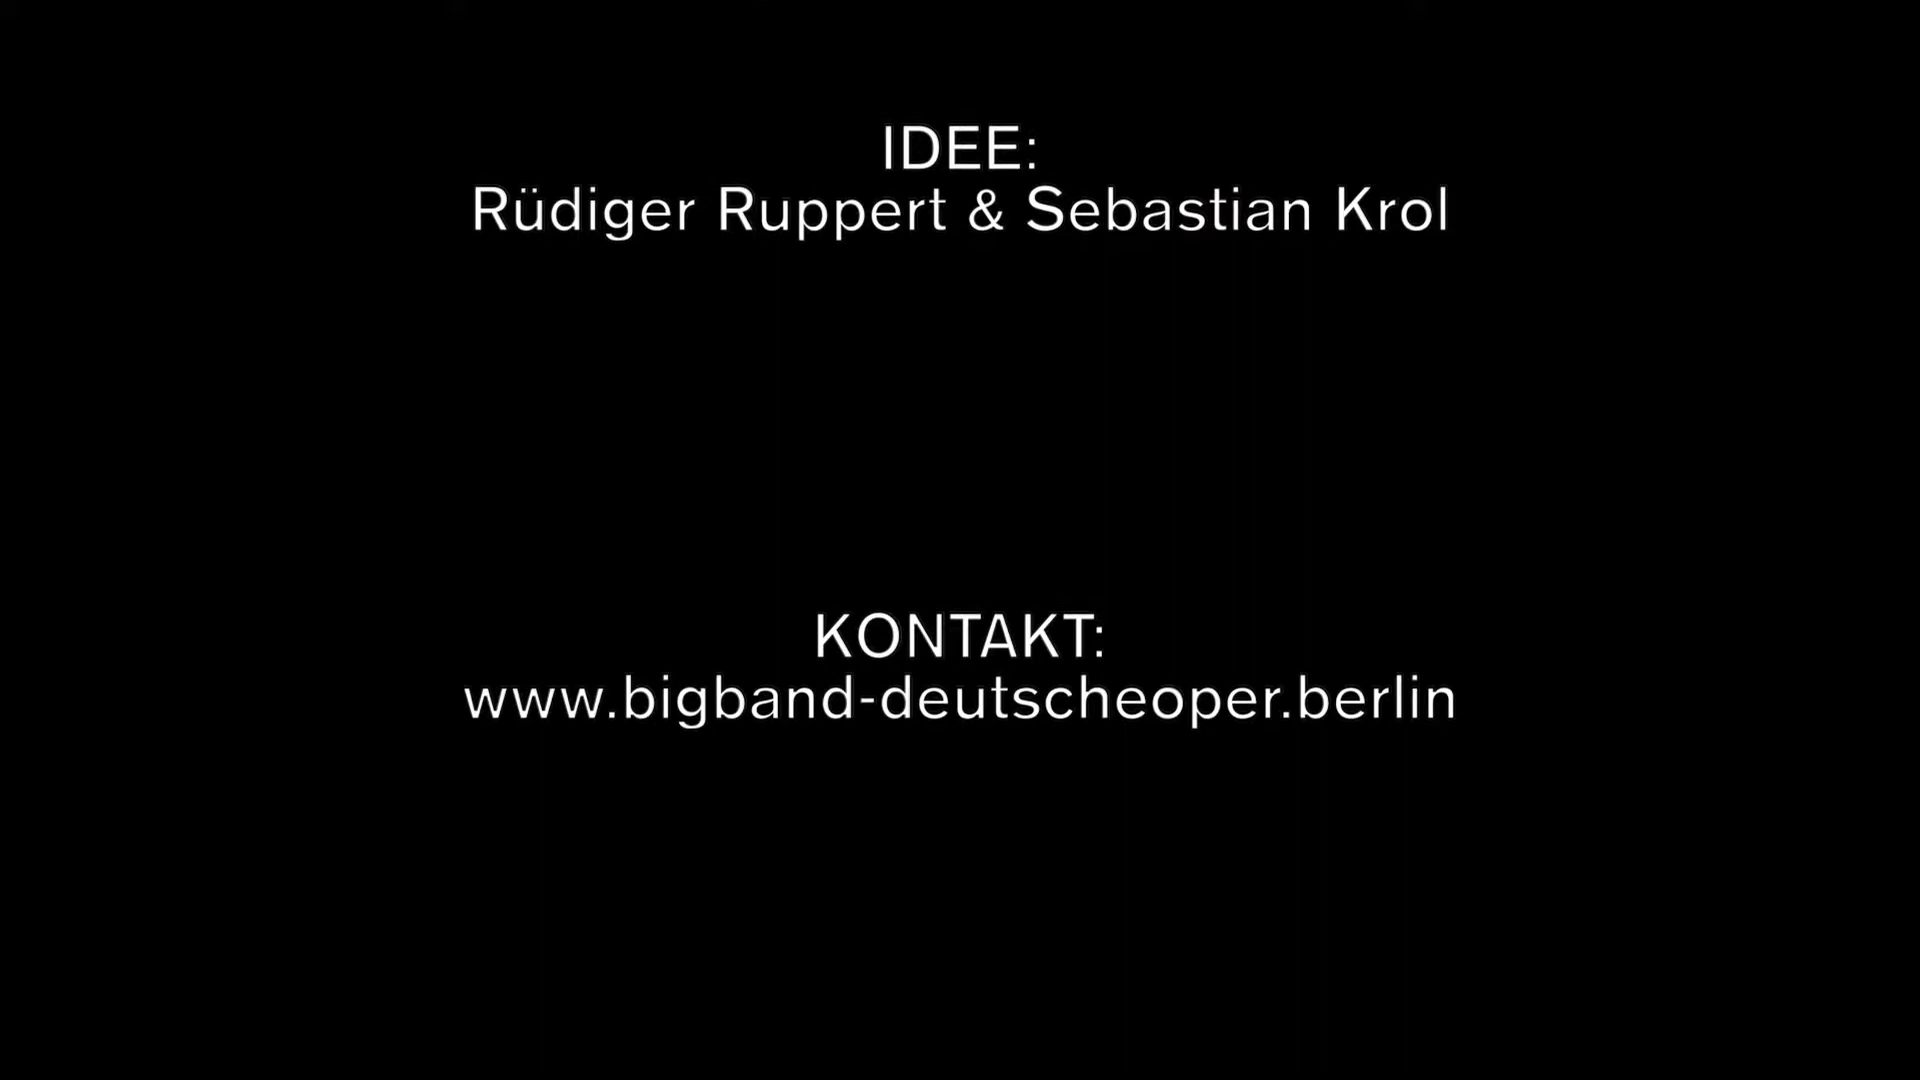 IDEE:
Rüdiger Ruppert & Sebastian Krol
KONTAKT:
www.bigband-deutscheoper.berlin